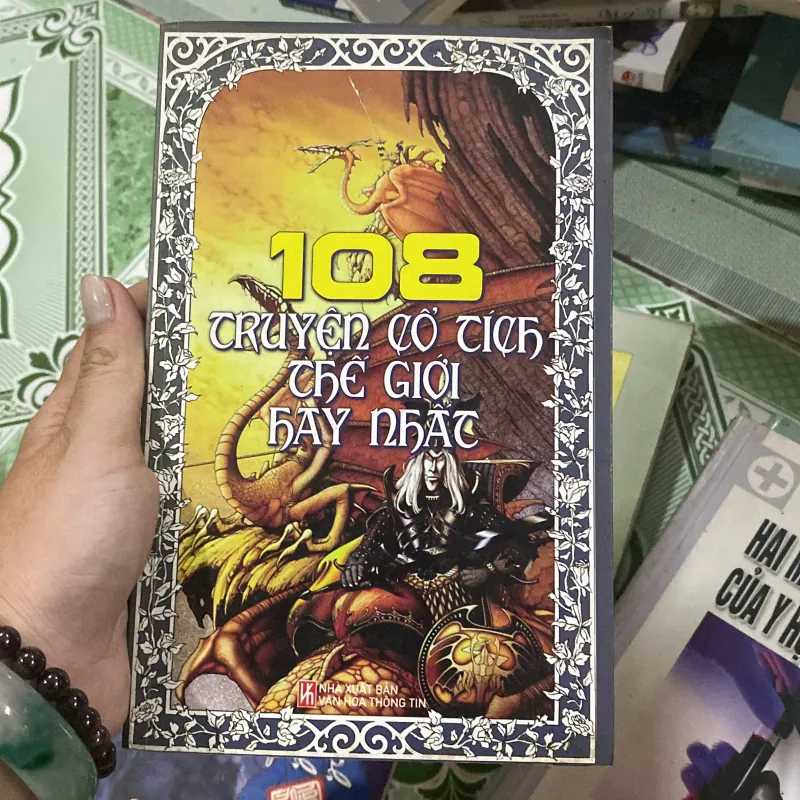 108
TRUYỆN CỔ TÍCH
THẾ GIỚI
HAY NHẤT
NHÀ XUẤT BẢN
VĂN HÓA THÔNG TIN
HAI
CỦA Y